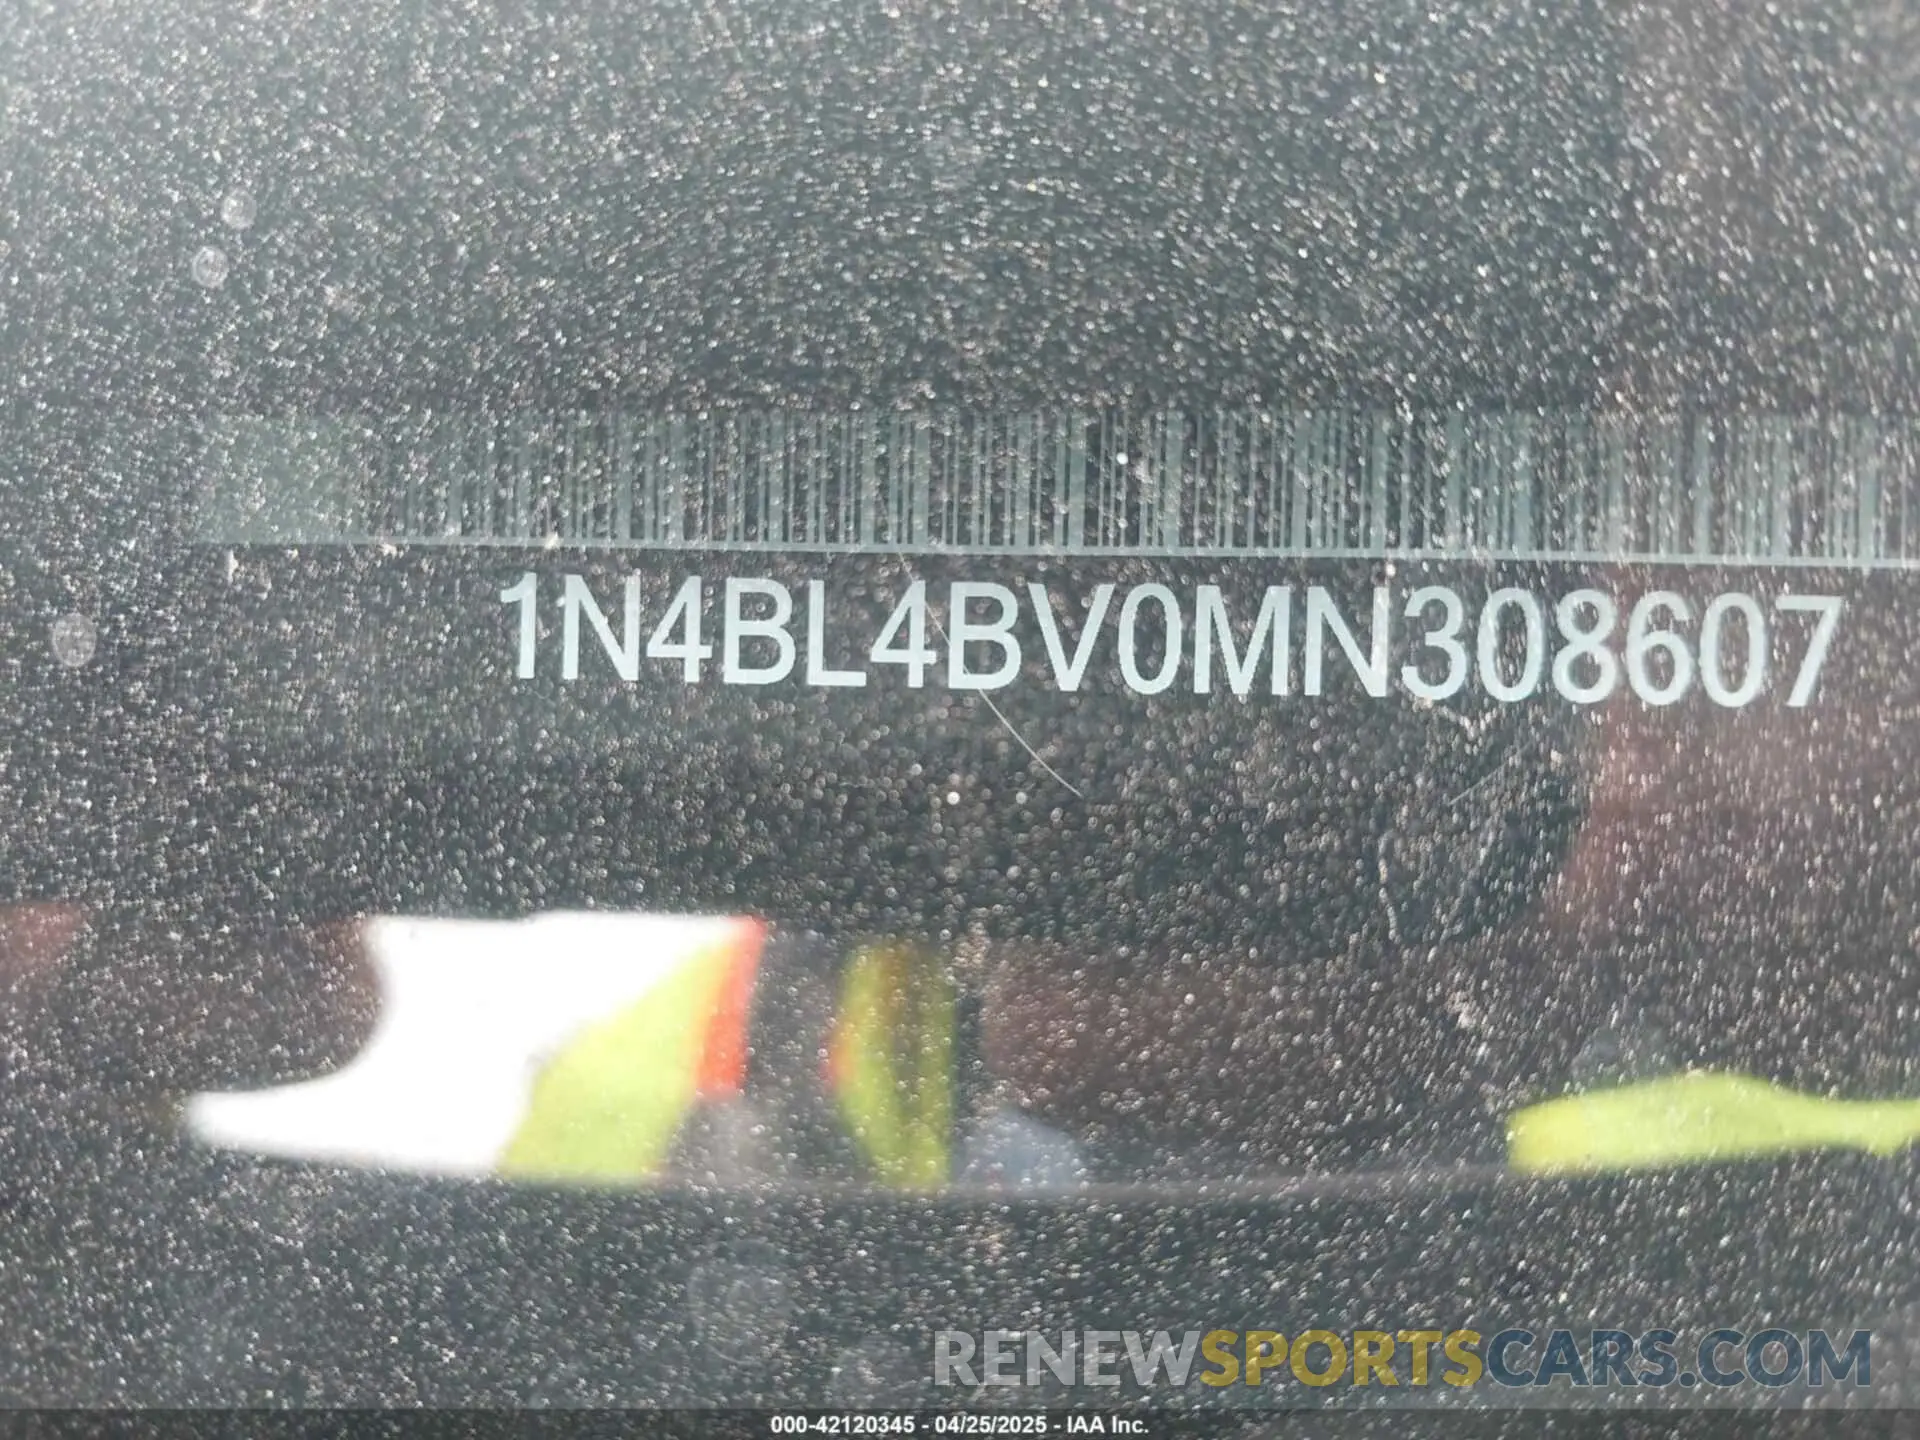 1N4BL4BV0MN308607
RENEWSPORTSCARS.COM
000-42120345 - 04/25/2025 - IAA Inc.